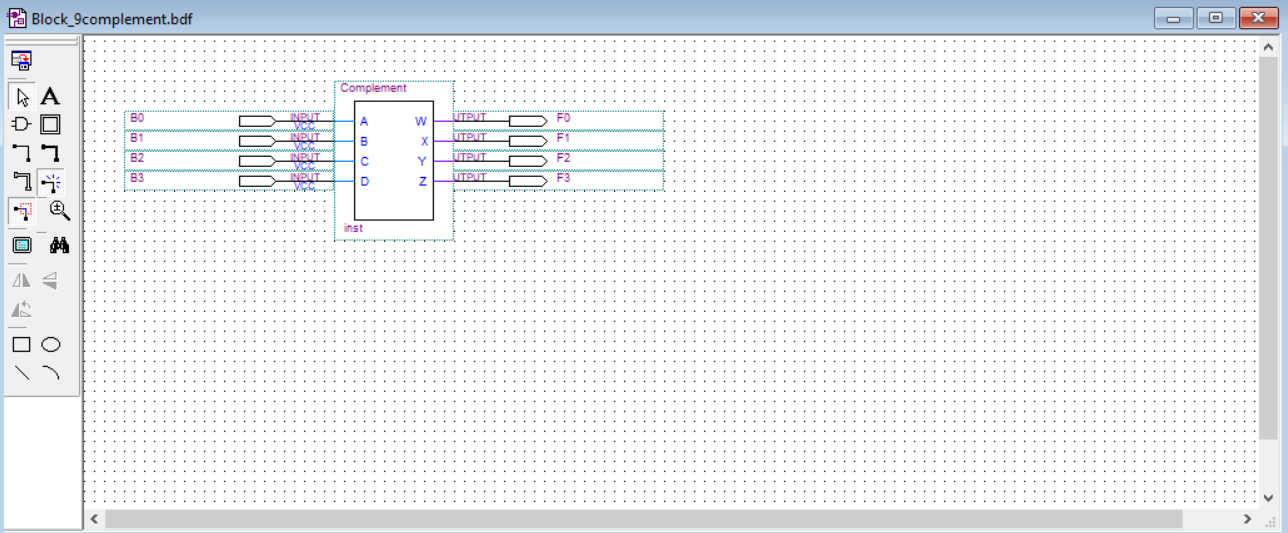 Block_9complement.bdf
A
Complement
B0 INPUT VCC A W UTPUT F0
B1 INPUT VCC B X UTPUT F1
B2 INPUT VCC C Y UTPUT F2
B3 INPUT VCC D Z UTPUT F3
inst